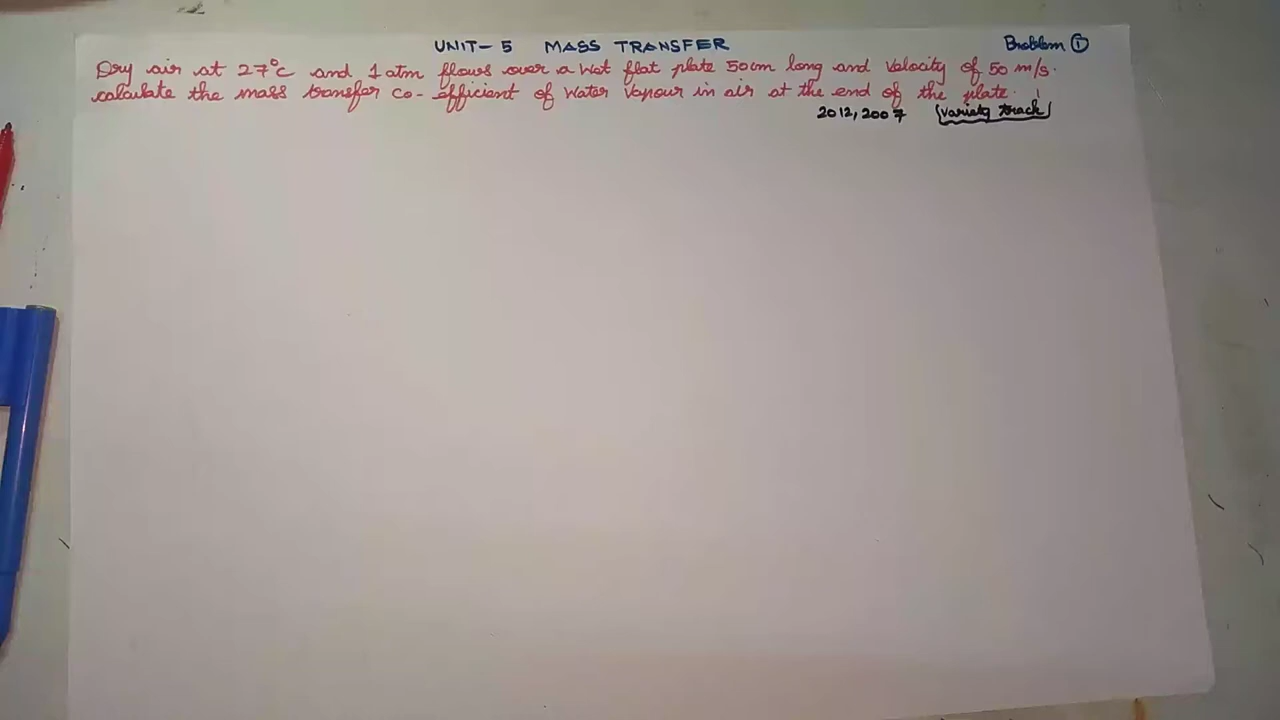 UNIT-5 MASS TRANSFER Problem ①
Dry air at 27°C and 1 atm flows over a wet flat plate 50cm long and velocity of 50 m/s.
calculate the mass transfer co-efficient of water vapour in air at the end of the plate.
2012, 2007 Variety track